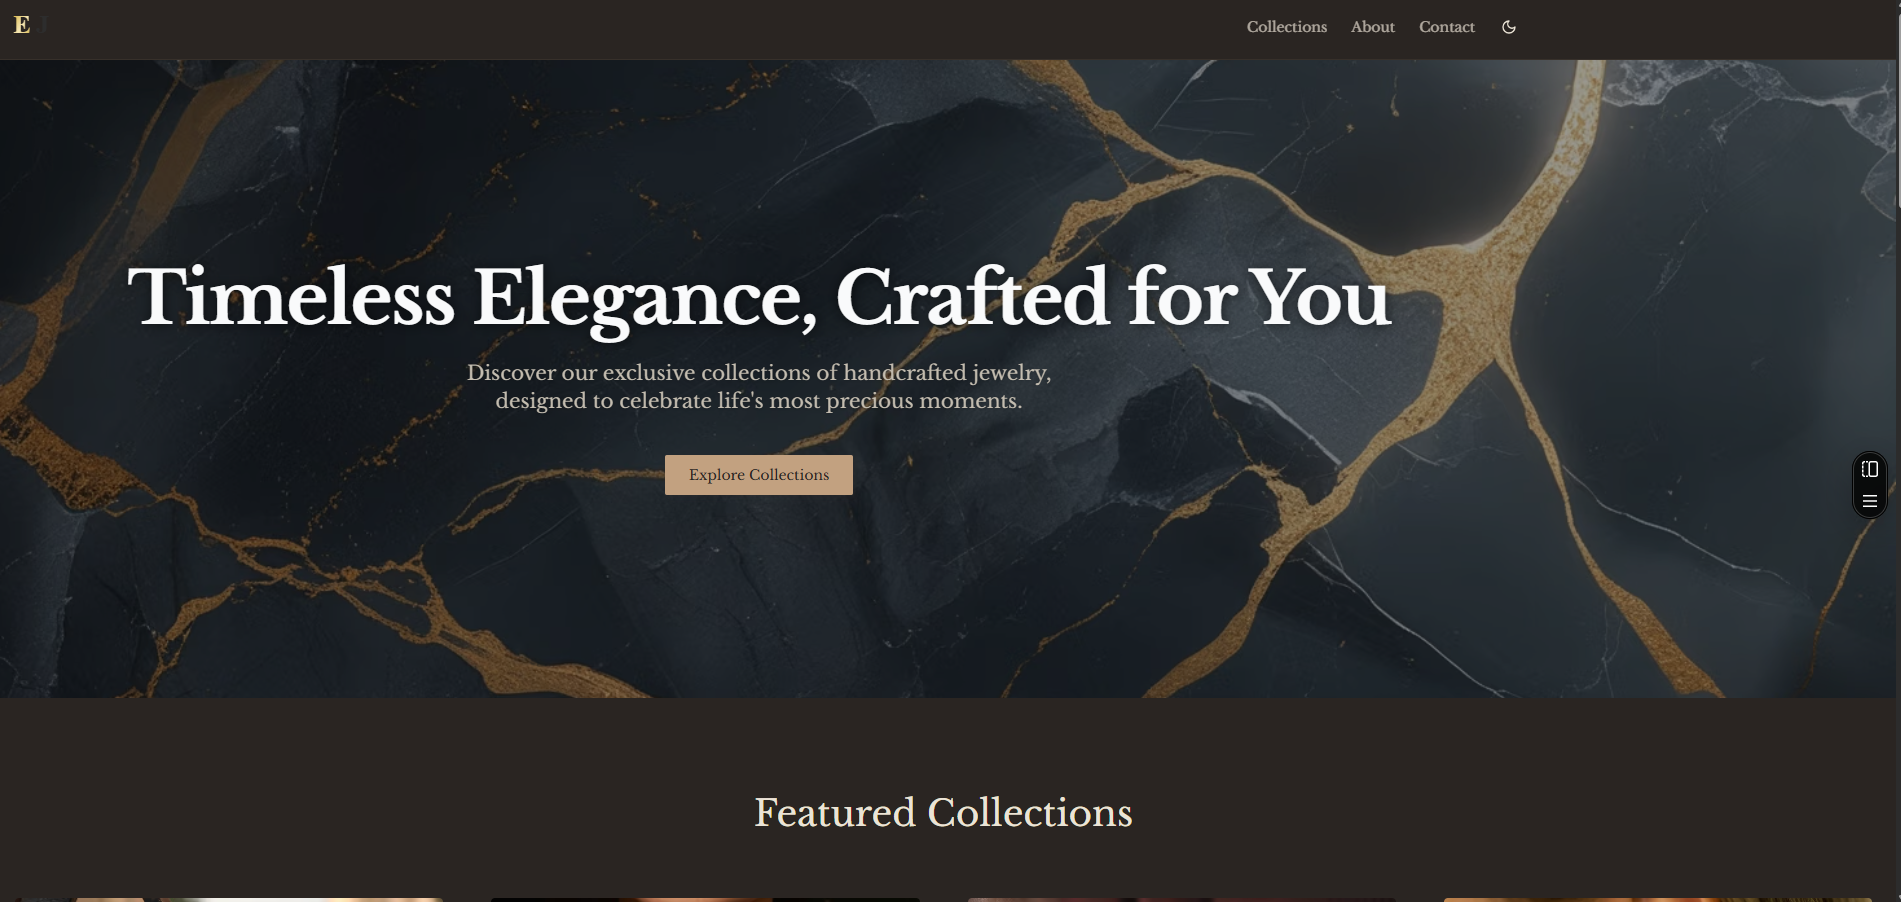 E J
Collections About Contact
Timeless Elegance, Crafted for You
Discover our exclusive collections of handcrafted jewelry,
designed to celebrate life's most precious moments.
Explore Collections
Featured Collections